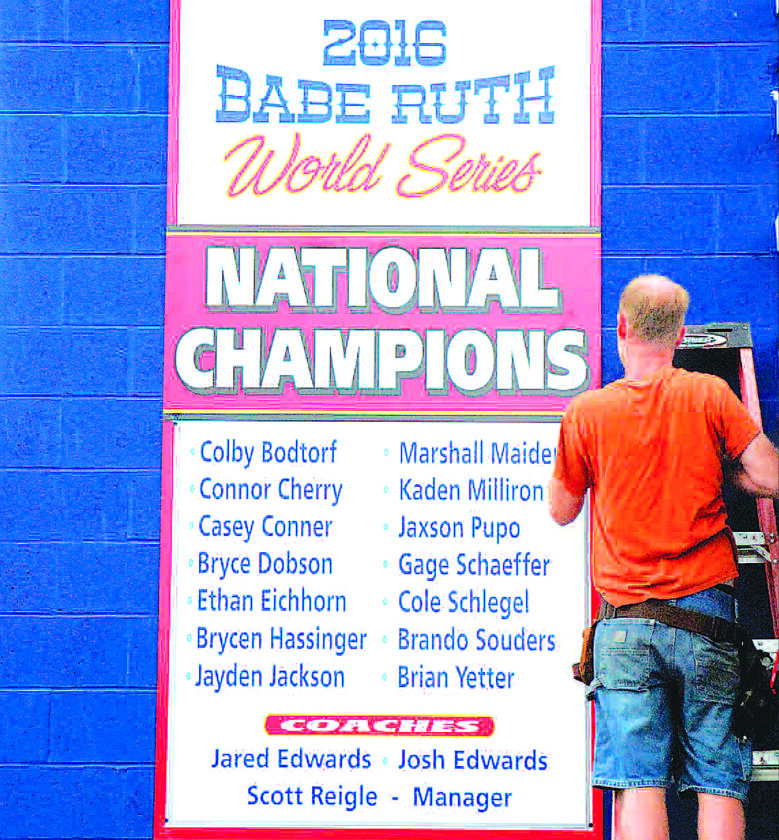 2016
BABE RUTH
World Series
NATIONAL
CHAMPIONS
Colby Bodtorf
Connor Cherry
Casey Conner
Bryce Dobson
Ethan Eichhorn
Brycen Hassinger
Jayden Jackson
Marshall
Kaden Milliron
Jaxson Pupo
Gage Schaeffer
Cole Schlegel
Brando Souders
Brian Yetter
COACHES
Jared Edwards • Josh Edwards
Scott Reigle - Manager